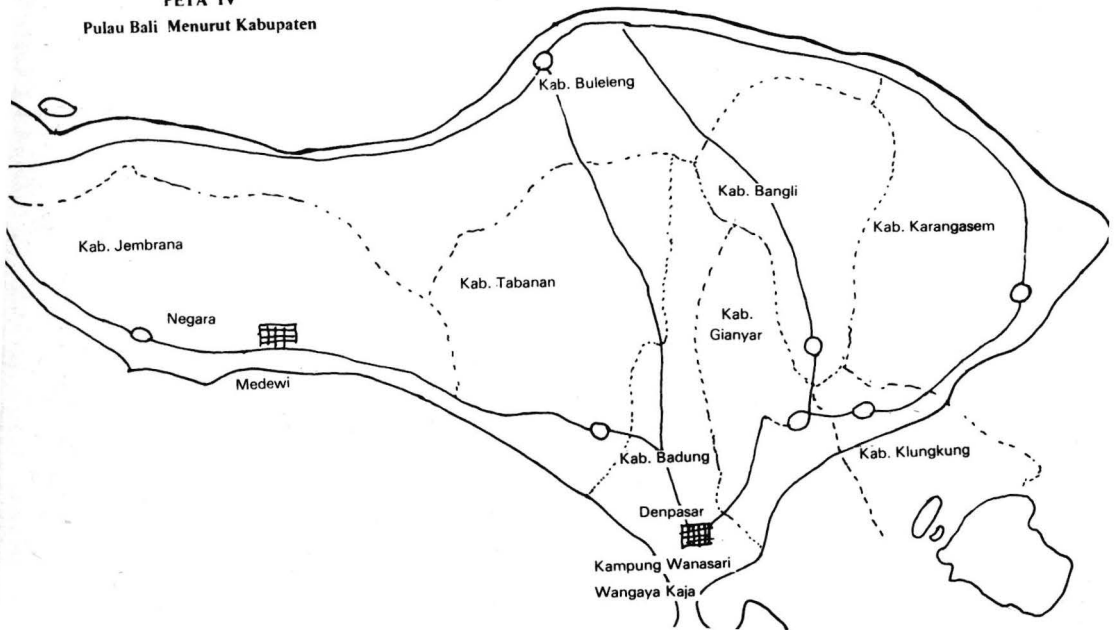 PETA IV
Pulau Bali Menurut Kabupaten
Kab. Buleleng
Kab. Bangli
Kab. Karangasem
Kab. Jembrana
Kab. Tabanan
Kab.
Gianyar
Negara
Medewi
Kab. Badung
Kab. Klungkung
Denpasar
Kampung Wanasari
Wangaya Kaja